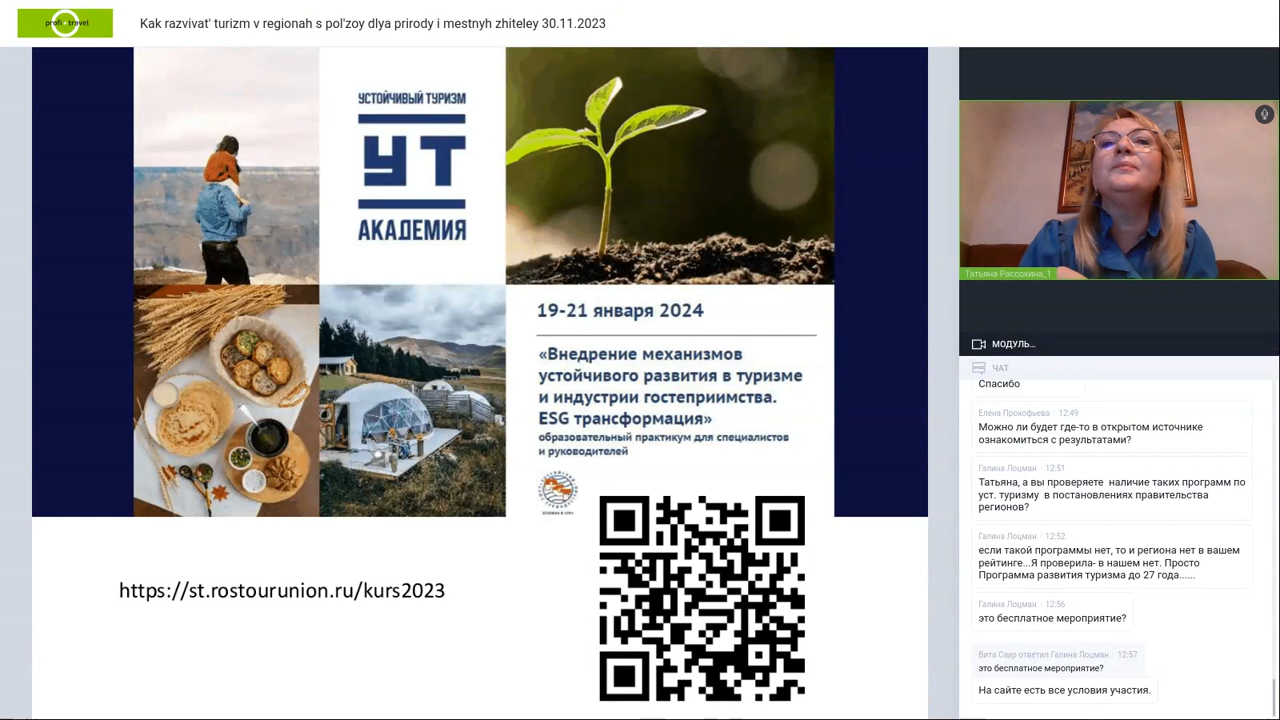 profi travel
Kak razvivat' turizm v regionah s pol'zoy dlya prirody i mestnyh zhiteley 30.11.2023
УСТОЙЧИВЫЙ ТУРИЗМ
УТ
АКАДЕМИЯ
19-21 января 2024
«Внедрение механизмов
устойчивого развития в туризме
и индустрии гостеприимства.
ESG трансформация»
образовательный практикум для специалистов
и руководителей
https://st.rostourunion.ru/kurs2023
Татьяна Рассохина_1
МОДУЛЬ...
ЧАТ
Спасибо
Елена Прокофьева · 12:49
Можно ли будет где-то в открытом источнике
ознакомиться с результатами?
Галина Лоцман · 12:51
Татьяна, а вы проверяете наличие таких программ по
уст. туризму в постановлениях правительства
регионов?
Галина Лоцман · 12:52
если такой программы нет, то и региона нет в вашем
рейтинге...Я проверила- в нашем нет. Просто
Программа развития туризма до 27 года......
Галина Лоцман · 12:56
это бесплатное мероприятие?
Вита Саар ответил Галина Лоцман · 12:57
это бесплатное мероприятие?
На сайте есть все условия участия.